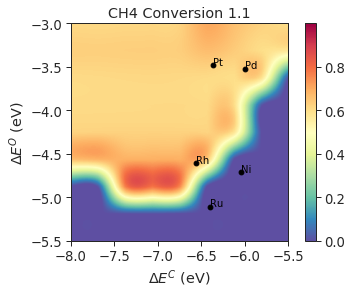 CH4 Conversion 1.1
−3.0
−3.5
−4.0
−4.5
−5.0
−5.5
ΔE^O (eV)
Pt
Pd
Rh
Ni
Ru
−8.0 −7.5 −7.0 −6.5 −6.0 −5.5
ΔE^C (eV)
0.8
0.6
0.4
0.2
0.0